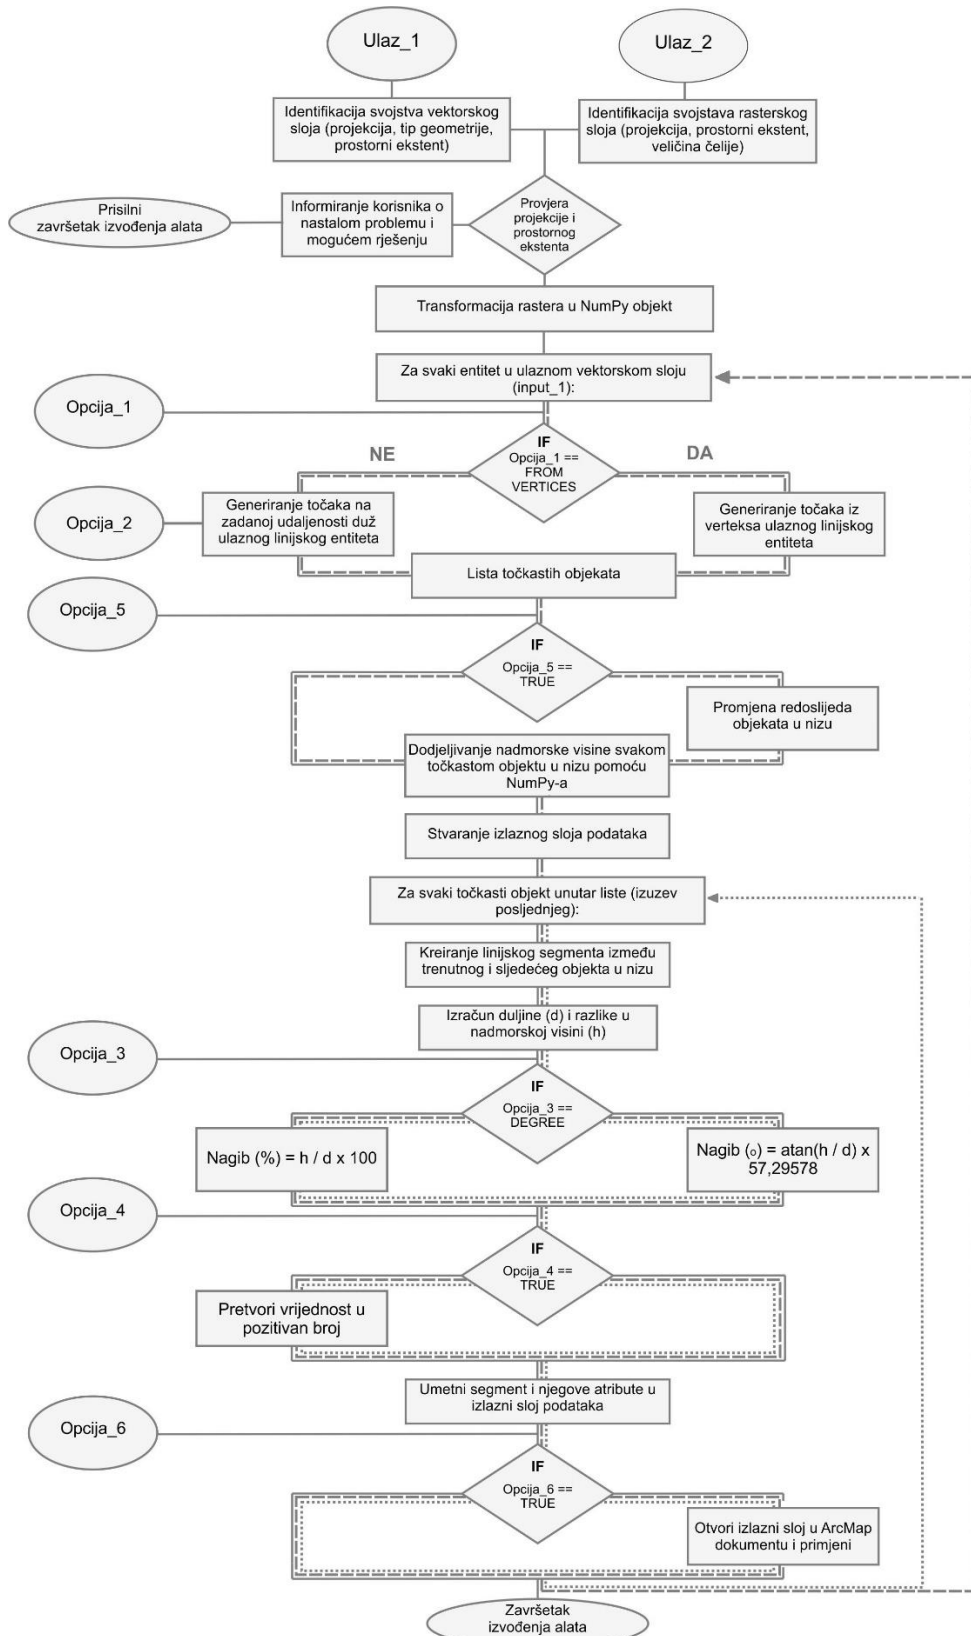 Ulaz_1
Ulaz_2
Identifikacija svojstva vektorskog
sloja (projekcija, tip geometrije,
prostorni ekstent)
Identifikacija svojstava rasterskog
sloja (projekcija, prostorni ekstent,
veličina čelije)
Prisilni
završetak izvođenja alata
Informiranje korisnika o
nastalom problemu i
mogućem rješenju
Provjera
projekcije i
prostornog
ekstenta
Transformacija rastera u NumPy objekt
Za svaki entitet u ulaznom vektorskom sloju
(input_1):
Opcija_1
IF
Opcija_1 ==
FROM
VERTICES
NE
DA
Opcija_2
Generiranje točaka na
zadanoj udaljenosti duž
ulaznog linijskog entiteta
Generiranje točaka iz
verteksa ulaznog linijskog
entiteta
Lista točkastih objekata
Opcija_5
IF
Opcija_5 ==
TRUE
Promjena redoslijeda
objekata u nizu
Dodjeljivanje nadmorske visine svakom
točkastom objektu u nizu pomoću
NumPy-a
Stvaranje izlaznog sloja podataka
Za svaki točkasti objekt unutar liste (izuzev
posljednjeg):
Kreiranje linijskog segmenta između
trenutnog i sljedećeg objekta u nizu
Izračun duljine (d) i razlike u
nadmorskoj visini (h)
Opcija_3
IF
Opcija_3 ==
DEGREE
Nagib (%) = h / d x 100
Nagib (o) = atan(h / d) x
57,29578
Opcija_4
IF
Opcija_4 ==
TRUE
Pretvori vrijednost u
pozitivan broj
Umetni segment i njegove atribute u
izlazni sloj podataka
Opcija_6
IF
Opcija_6 ==
TRUE
Otvori izlazni sloj u ArcMap
dokumentu i primjeni
Završetak
izvođenja alata